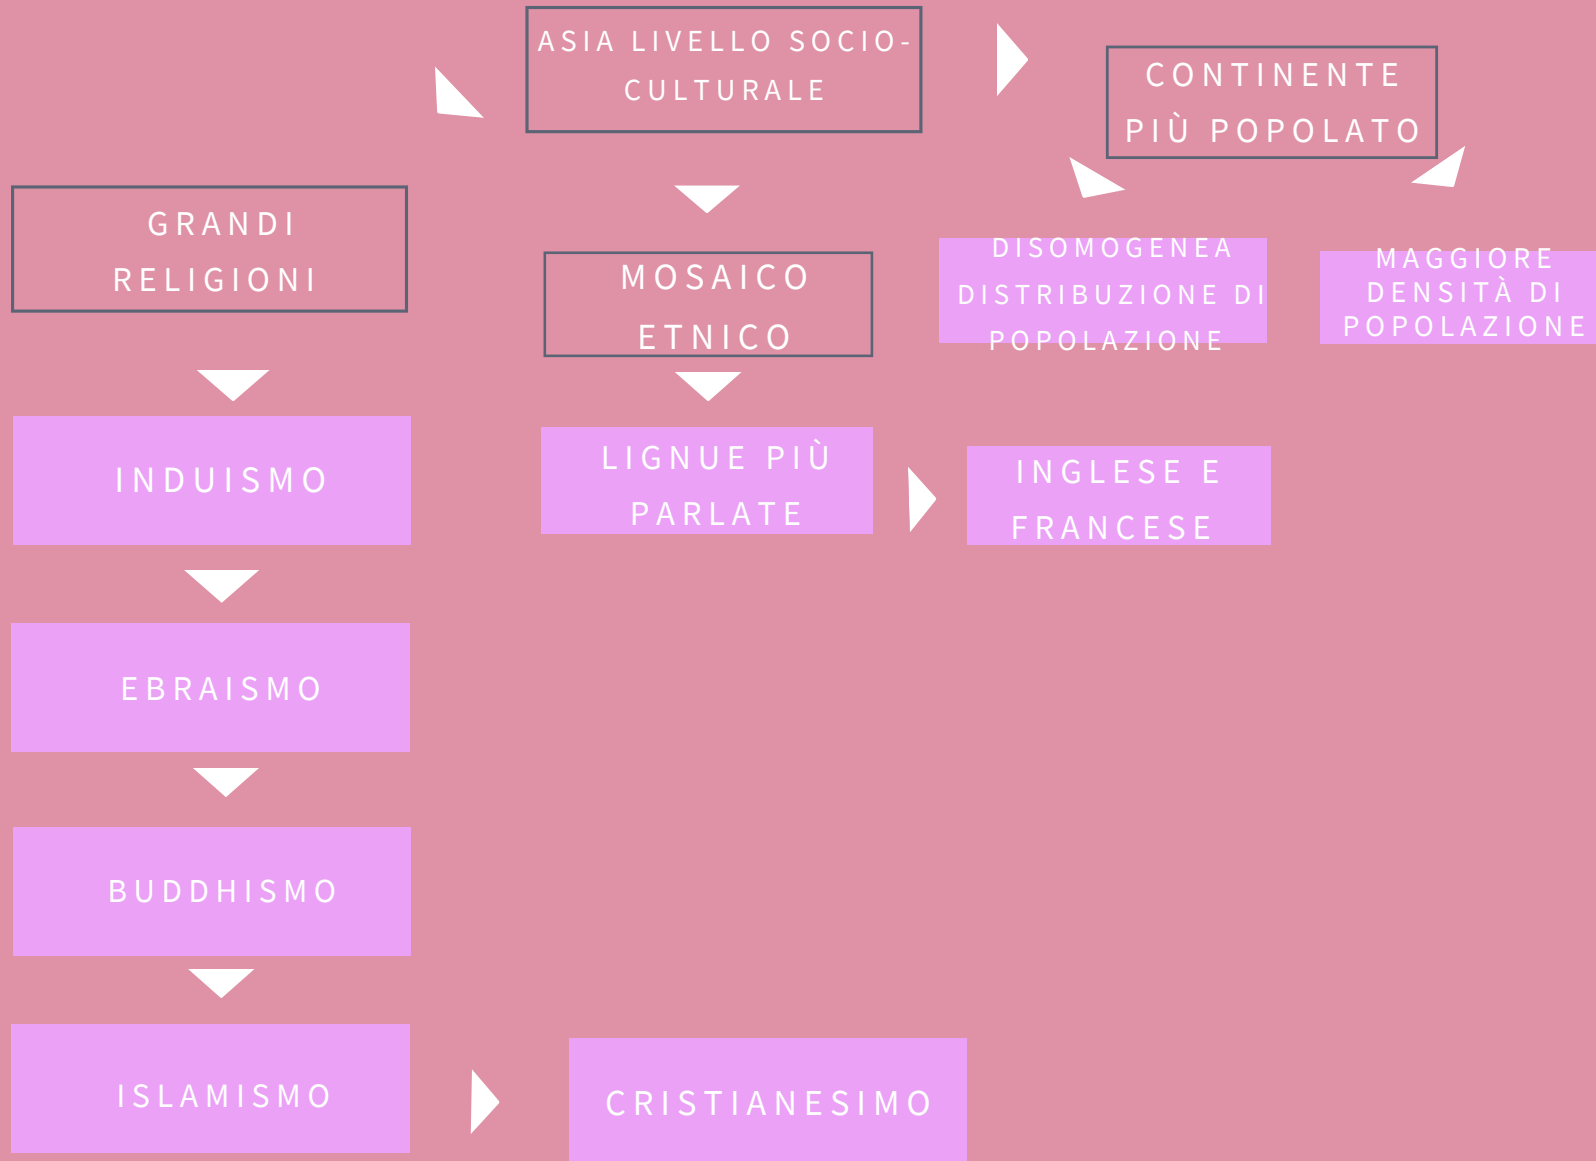 ASIA LIVELLO SOCIO-
CULTURALE
CONTINENTE
PIÙ POPOLATO
GRANDI
RELIGIONI
MOSAICO
ETNICO
DISOMOGENEA
DISTRIBUZIONE DI
POPOLAZIONE
MAGGIORE
DENSITÀ DI
POPOLAZIONE
INDUISMO
LIGNUE PIÙ
PARLATE
INGLESE E
FRANCESE
EBRAISMO
BUDDHISMO
ISLAMISMO
CRISTIANESIMO